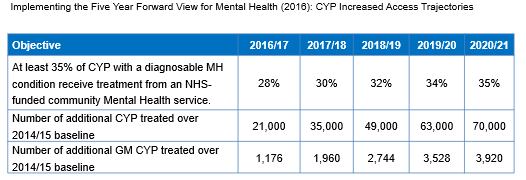 Implementing the Five Year Forward View for Mental Health (2016): CYP Increased Access Trajectories
Objective 2016/17 2017/18 2018/19 2019/20 2020/21
At least 35% of CYP with a diagnosable MH
condition receive treatment from an NHS-
funded community Mental Health service.
28% 30% 32% 34% 35%
Number of additional CYP treated over
2014/15 baseline
21,000 35,000 49,000 63,000 70,000
Number of additional GM CYP treated over
2014/15 baseline
1,176 1,960 2,744 3,528 3,920